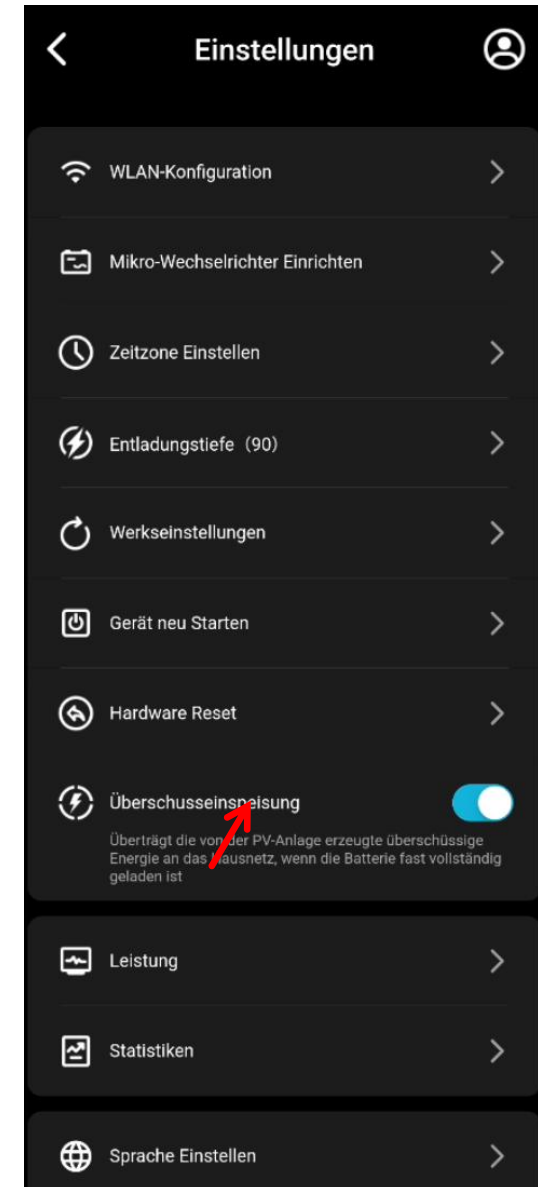 Einstellungen
WLAN-Konfiguration
Mikro-Wechselrichter Einrichten
Zeitzone Einstellen
Entladungstiefe (90)
Werkseinstellungen
Gerät neu Starten
Hardware Reset
Überschusseinspeisung
Überträgt die von der PV-Anlage erzeugte überschüssige
Energie an das Hausnetz, wenn die Batterie fast vollständig
geladen ist
Leistung
Statistiken
Sprache Einstellen